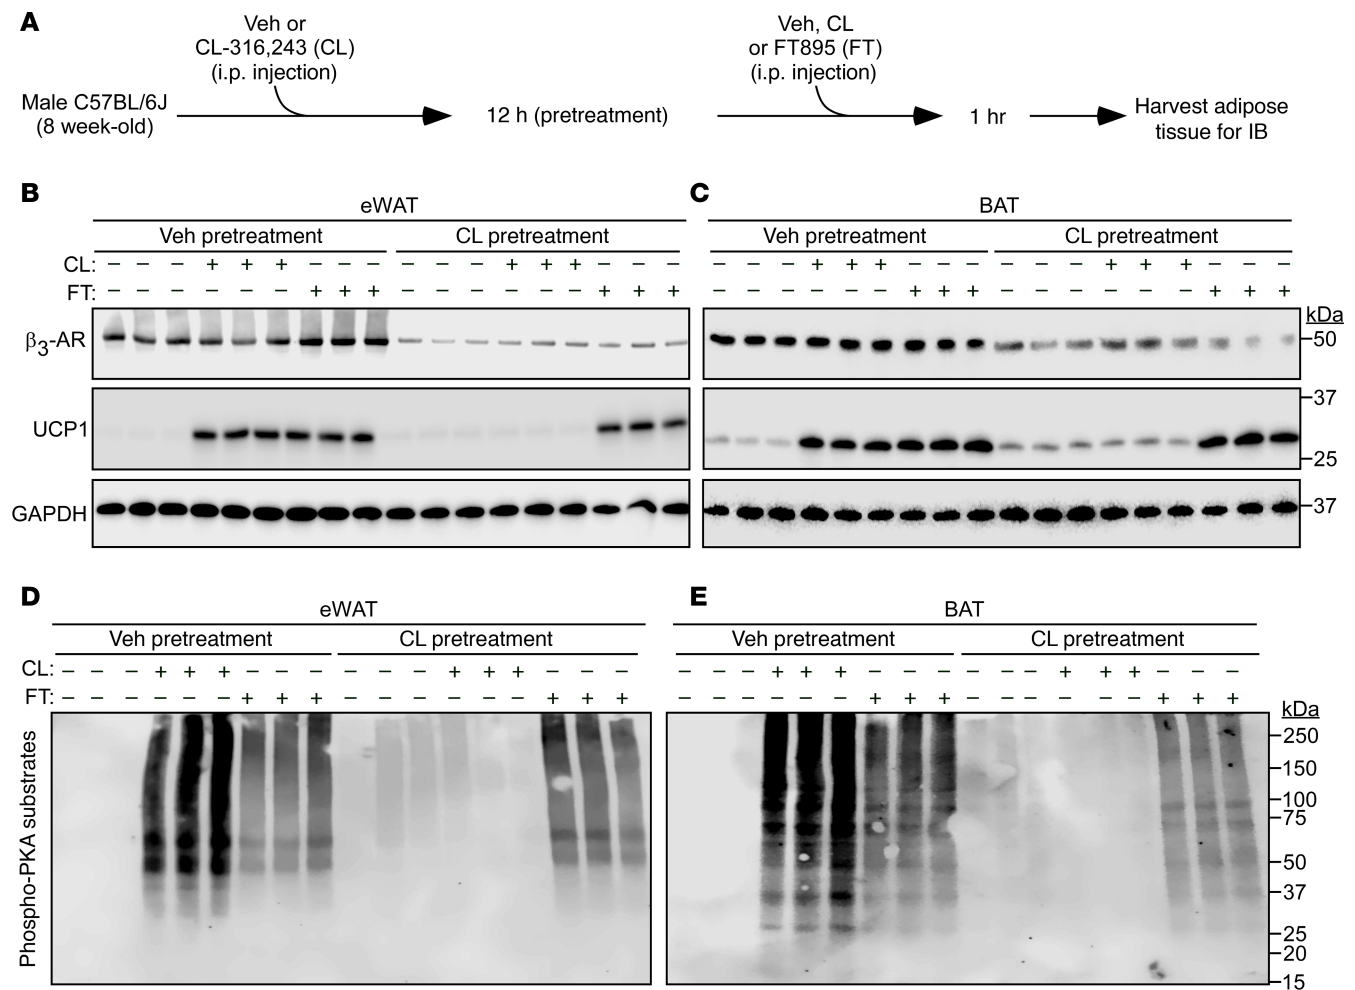 A
Male C57BL/6J
(8 week-old)
Veh or
CL-316,243 (CL)
(i.p. injection)
12 h (pretreatment)
Veh, CL
or FT895 (FT)
(i.p. injection)
1 hr
Harvest adipose
tissue for IB
B
eWAT
Veh pretreatment CL pretreatment
CL: – – – + + + – – – – – – + + + – – –
FT: – – – – – – + + + – – – – – – + + +
β3-AR
UCP1
GAPDH
C
BAT
Veh pretreatment CL pretreatment
– – – + + + – – – – – – + + + – – –
– – – – – – + + + – – – – – – + + +
kDa
50
37
25
37
D
eWAT
Veh pretreatment CL pretreatment
CL: – – – + + + – – – – – – + + + – – –
FT: – – – – – – + + + – – – – – – + + +
Phospho-PKA substrates
E
BAT
Veh pretreatment CL pretreatment
– – – + + + – – – – – – + + + – – –
– – – – – – + + + – – – – – – + + +
kDa
250
150
100
75
50
37
25
20
15